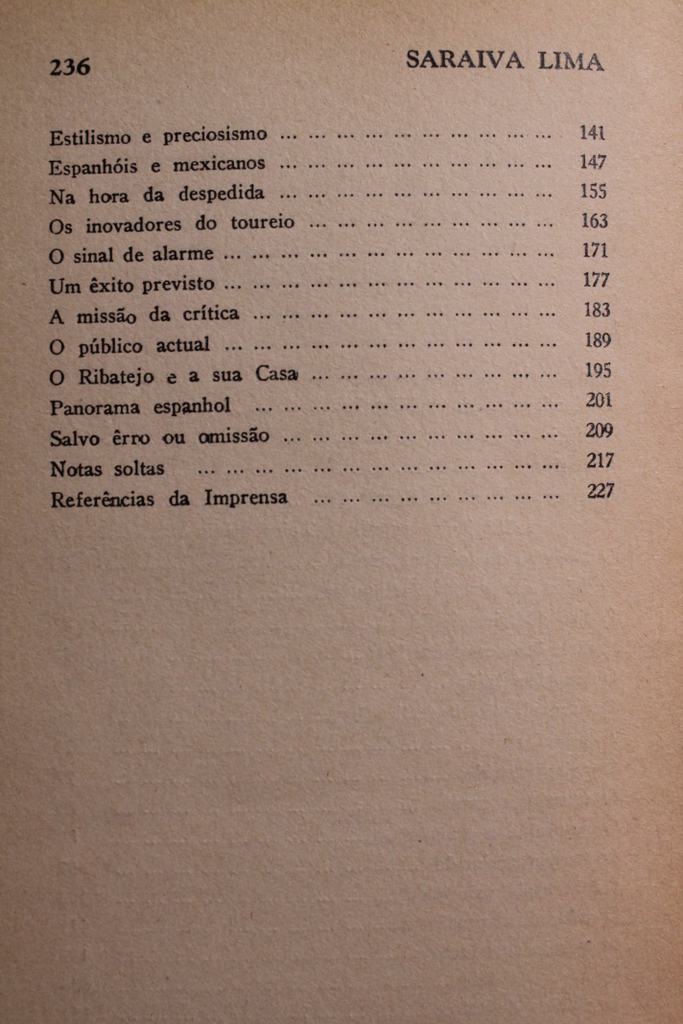 236 SARAIVA LIMA
Estilismo e preciosismo ... ... ... ... ... ... ... ... ... ... 141
Espanhóis e mexicanos ... ... ... ... ... ... ... ... ... ... 147
Na hora da despedida ... ... ... ... ... ... ... ... ... ... 155
Os inovadores do toureio ... ... ... ... ... ... ... ... ... 163
O sinal de alarme ... ... ... ... ... ... ... ... ... ... ... ... 171
Um êxito previsto ... ... ... ... ... ... ... ... ... ... ... ... 177
A missão da crítica ... ... ... ... ... ... ... ... ... ... ... 183
O público actual ... ... ... ... ... ... ... ... ... ... ... ... 189
O Ribatejo e a sua Casa ... ... ... ... ... ... ... ... ... 195
Panorama espanhol ... ... ... ... ... ... ... ... ... ... ... 201
Salvo êrro ou omissão ... ... ... ... ... ... ... ... ... ... 209
Notas soltas ... ... ... ... ... ... ... ... ... ... ... ... ... 217
Referências da Imprensa ... ... ... ... ... ... ... ... ... 227